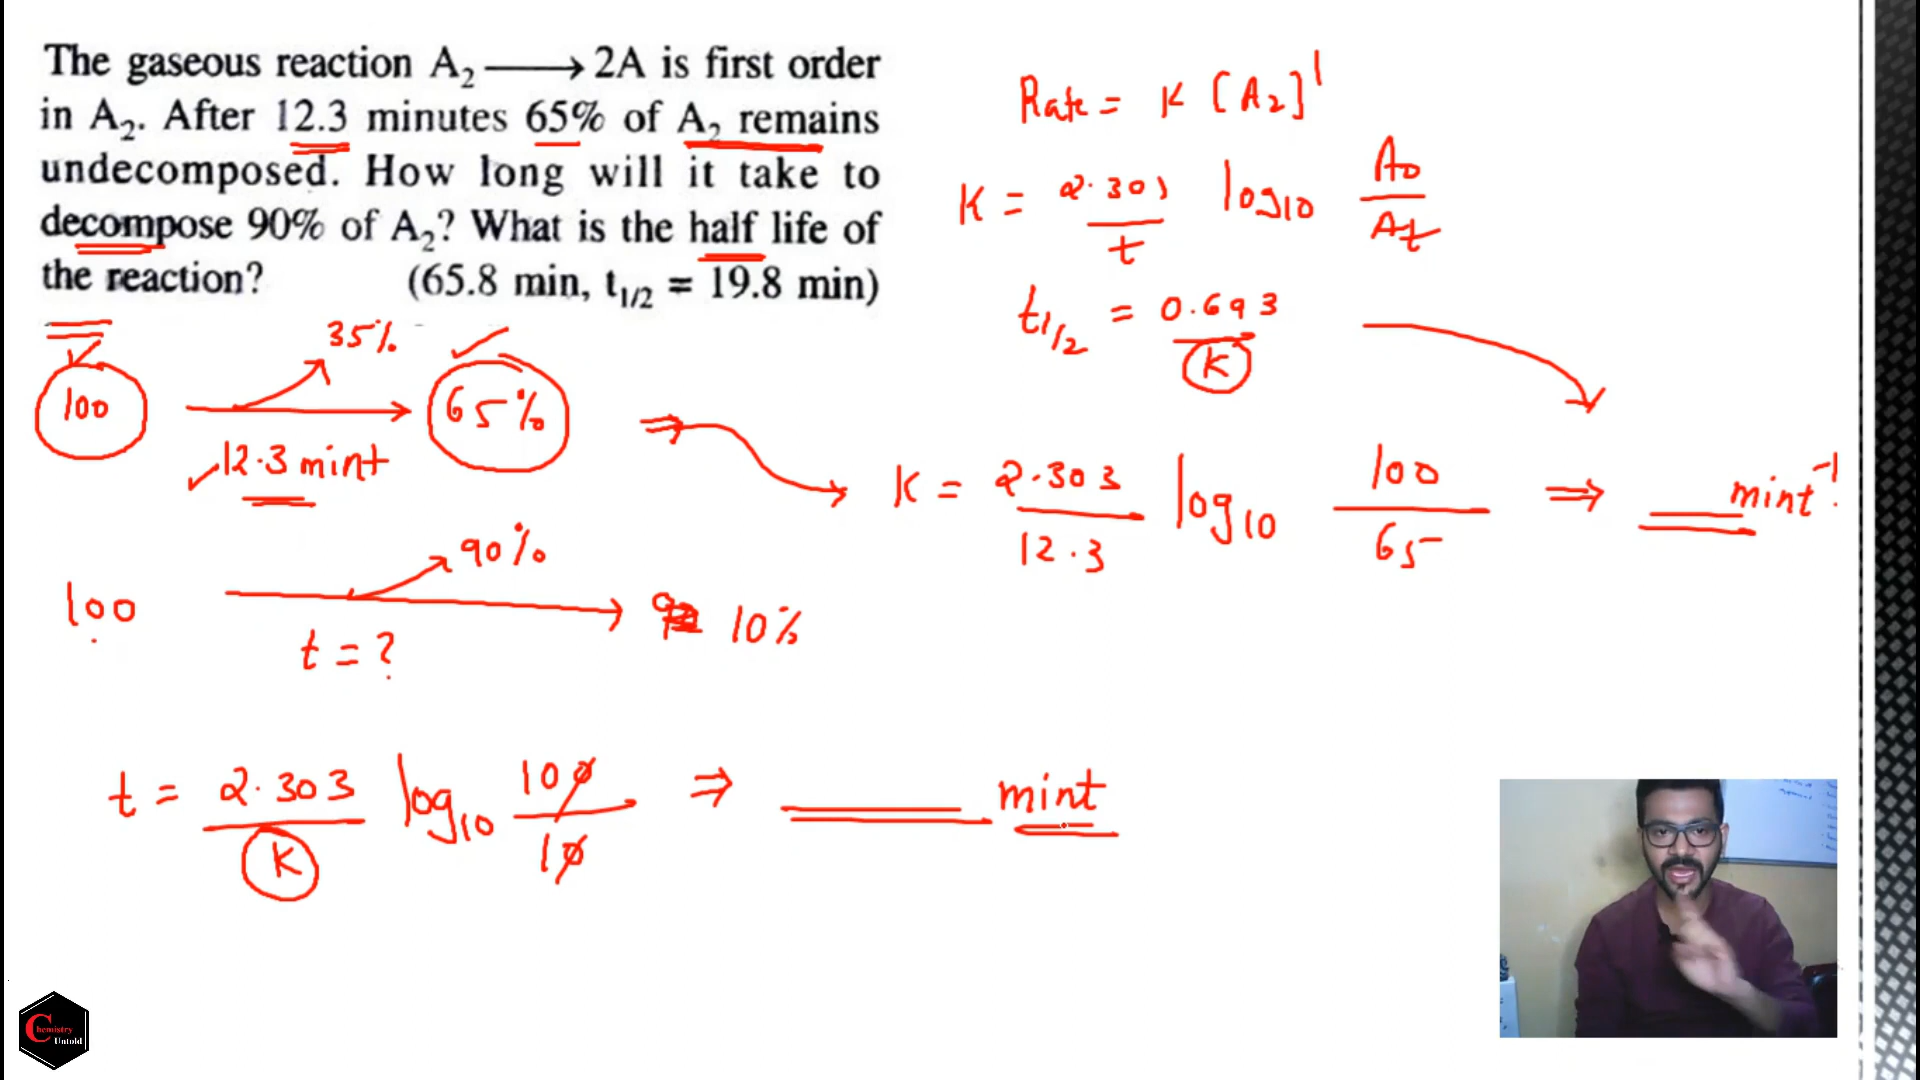 The gaseous reaction A₂ ⟶ 2A is first order
in A₂. After 12.3 minutes 65% of A₂ remains
undecomposed. How long will it take to
decompose 90% of A₂? What is the half life of
the reaction? (65.8 min, t₁/₂ = 19.8 min)
Rate = K [A₂]¹
K = 2.303 / t log₁₀ A₀ / At
t₁/₂ = 0.693 / K
100 → 65%
35%
12.3 mint
K = 2.303 / 12.3 log₁₀ 100 / 65 ⇒ mint⁻¹
100 → 10%
90%
t = ?
t = 2.303 / K log₁₀ 100 / 10 ⇒ mint
Chemistry
Untold